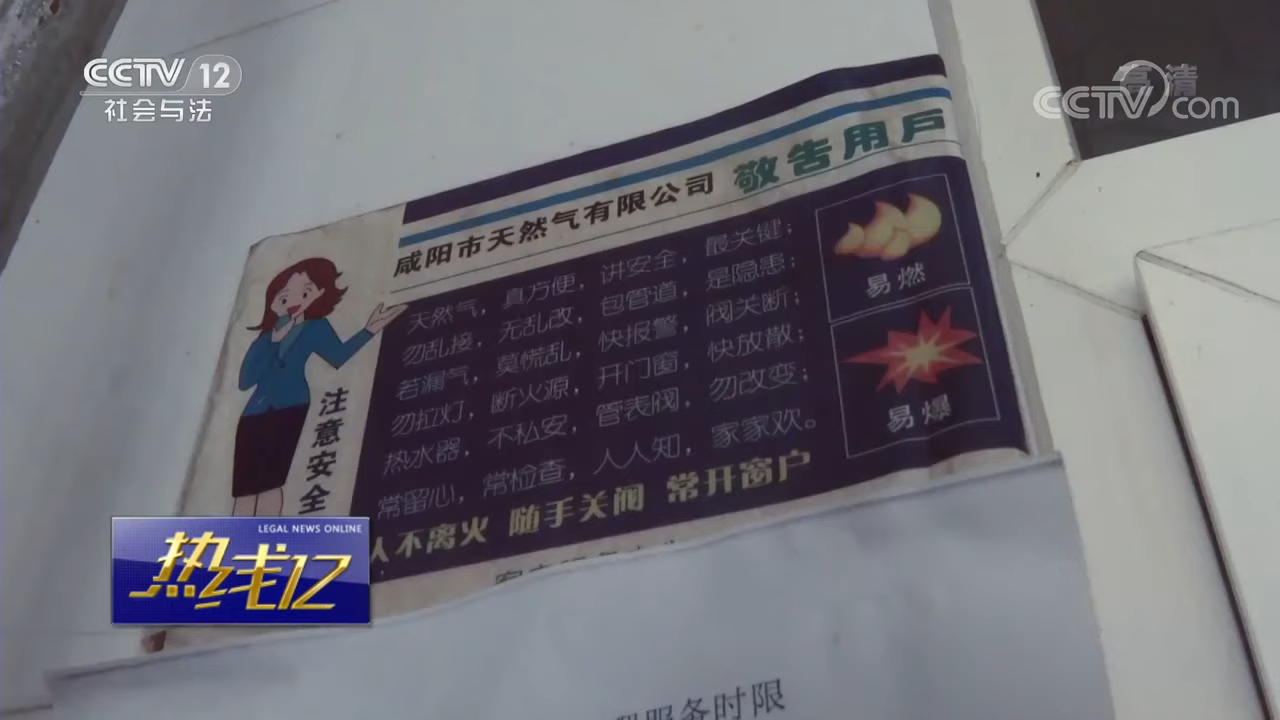 CCTV 12
社会与法
高清
CCTV.com
咸阳市天然气有限公司 敬告用户
天然气，真方便，讲安全，最关键；
勿乱接，无乱改，包管道，是隐患；
若漏气，莫慌乱，快报警，阀关断；
勿拉灯，断火源，开门窗，快放散；
热水器，不私安，管表阀，勿改变；
常留心，常检查，人人知，家家欢。
人不离火 随手关阀 常开窗户
注意安全
易燃
易爆
LEGAL NEWS ONLINE
热线12
服务时限